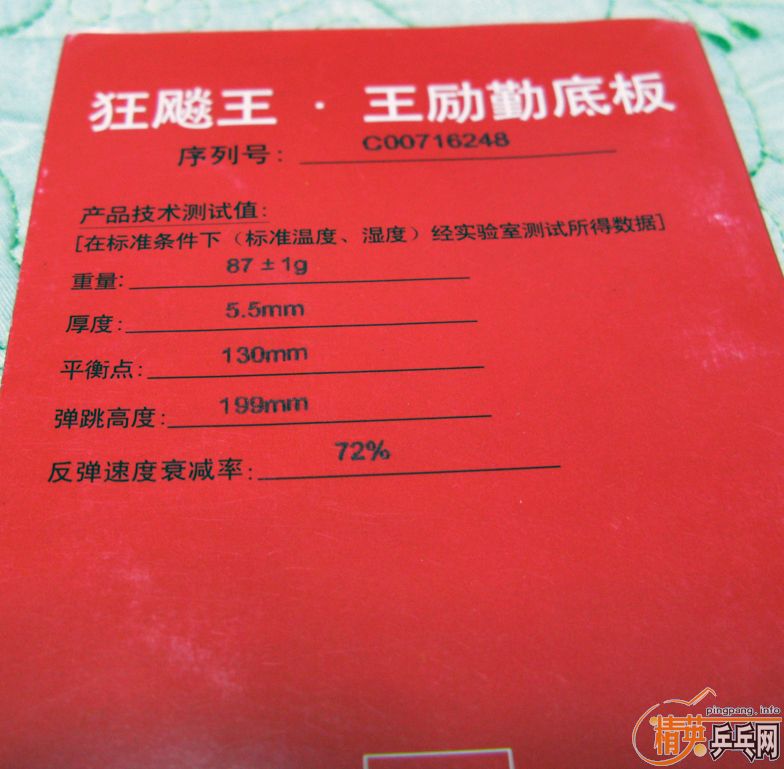 狂飚王 · 王励勤底板
序列号: C00716248
产品技术测试值:
[在标准条件下（标准温度、湿度）经实验室测试所得数据]
重量: 87 ± 1g
厚度: 5.5mm
平衡点: 130mm
弹跳高度: 199mm
反弹速度衰减率: 72%
pingpang.info
精英乒乓网